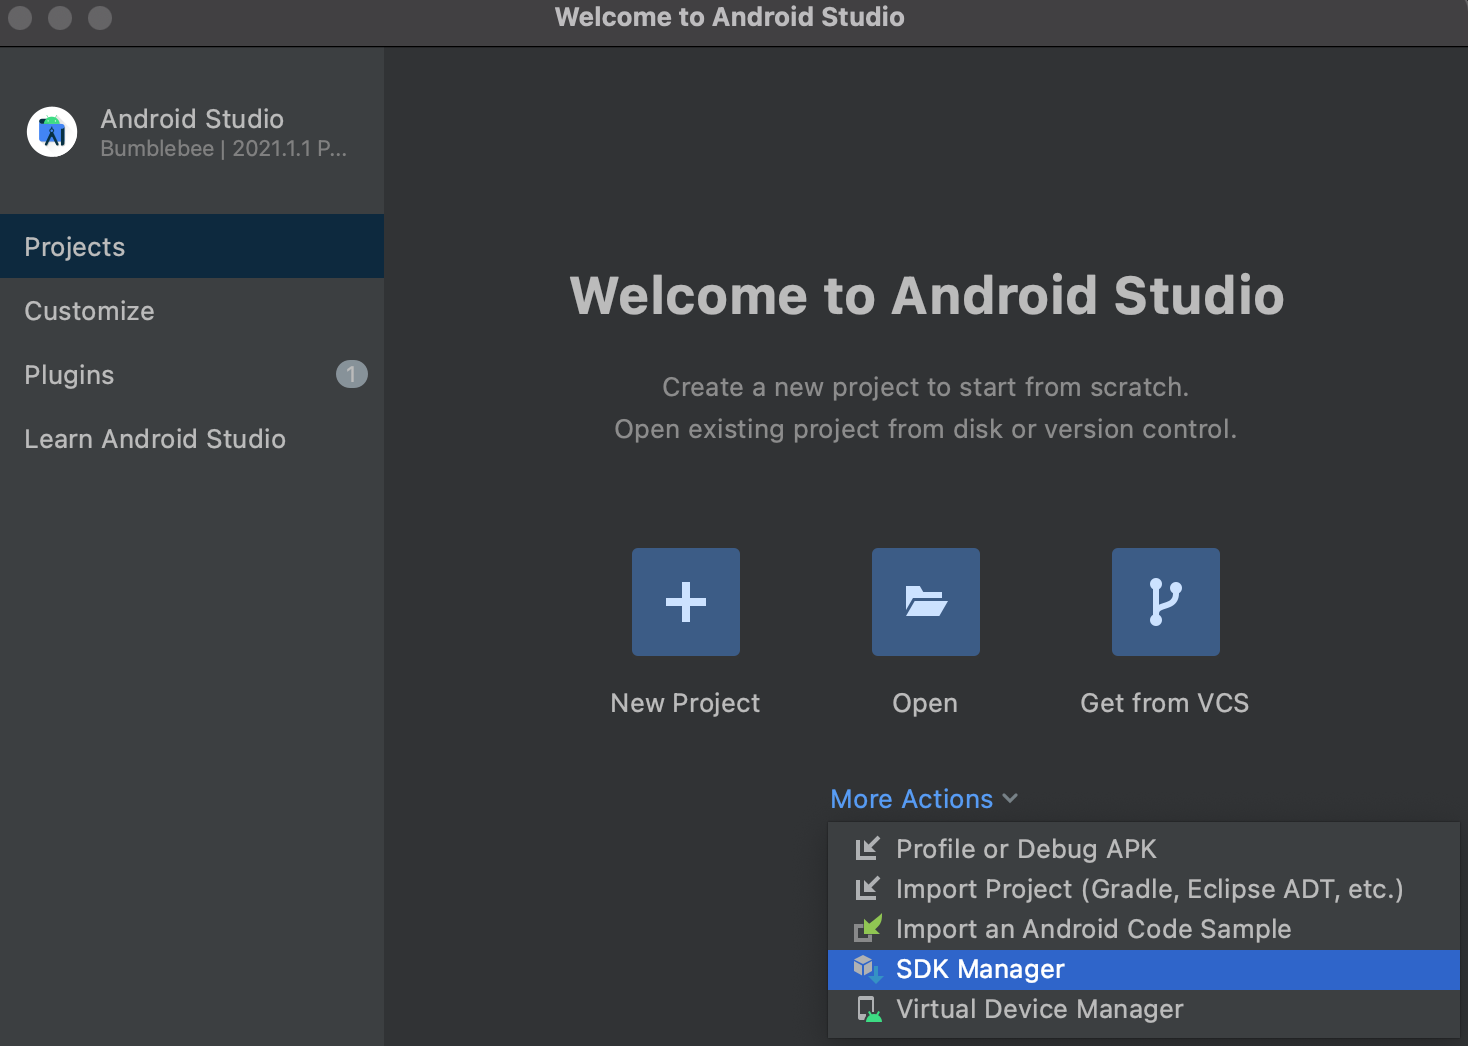 Welcome to Android Studio
Android Studio
Bumblebee | 2021.1.1 P...
Projects
Customize
Plugins
1
Learn Android Studio
Welcome to Android Studio
Create a new project to start from scratch.
Open existing project from disk or version control.
New Project
Open
Get from VCS
More Actions
Profile or Debug APK
Import Project (Gradle, Eclipse ADT, etc.)
Import an Android Code Sample
SDK Manager
Virtual Device Manager